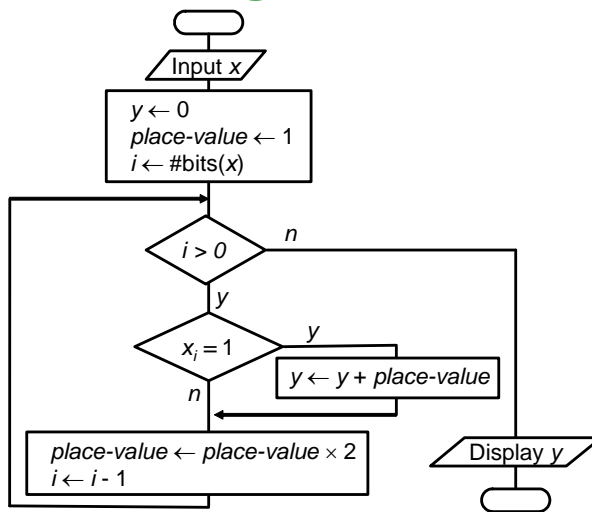 Input x
y ← 0
place-value ← 1
i ← #bits(x)
i > 0
n
y
xᵢ = 1
y
y ← y + place-value
n
place-value ← place-value × 2
i ← i - 1
Display y